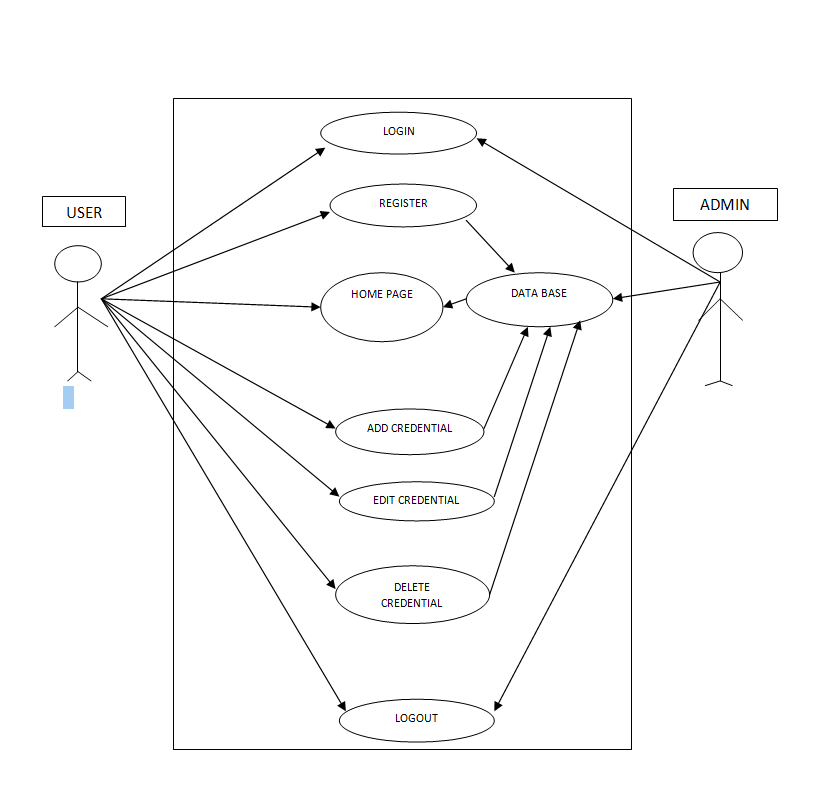 LOGIN
USER
REGISTER
ADMIN
HOME PAGE
DATA BASE
ADD CREDENTIAL
EDIT CREDENTIAL
DELETE
CREDENTIAL
LOGOUT